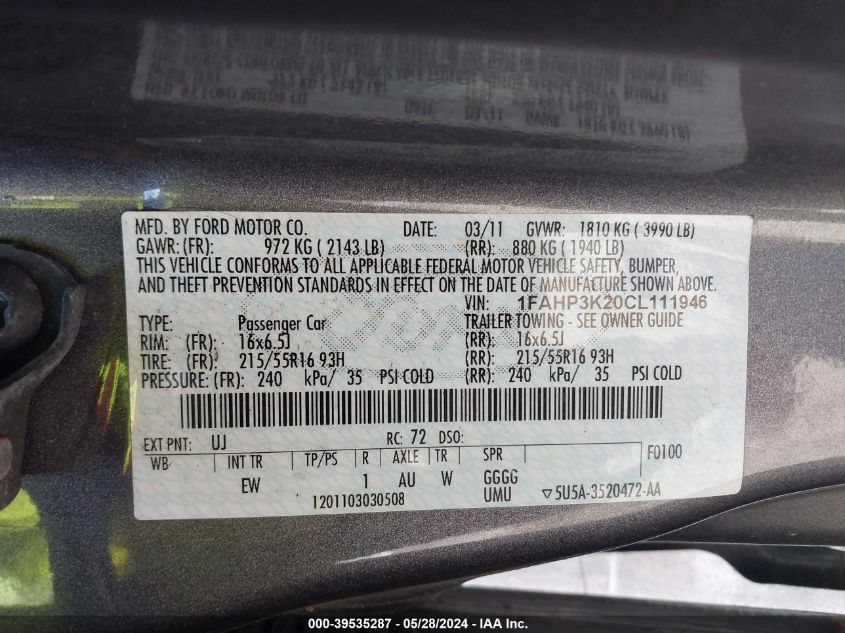 MFD. BY FORD MOTOR CO. DATE: 03/11 GVWR: 1810 KG ( 3990 LB)
GAWR: (FR): 972 KG ( 2143 LB) (RR): 880 KG ( 1940 LB)
THIS VEHICLE CONFORMS TO ALL APPLICABLE FEDERAL MOTOR VEHICLE SAFETY, BUMPER,
AND THEFT PREVENTION STANDARDS IN EFFECT ON THE DATE OF MANUFACTURE SHOWN ABOVE.
VIN: 1FAHP3K20CL111946
TYPE: Passenger Car TRAILER TOWING - SEE OWNER GUIDE
RIM: (FR): 16x6.5J (RR): 16x6.5J
TIRE: (FR): 215/55R16 93H (RR): 215/55R16 93H
PRESSURE: (FR): 240 kPa/ 35 PSI COLD (RR): 240 kPa/ 35 PSI COLD
EXT PNT: UJ RC: 72 DSO:
WB INT TR TP/PS R AXLE TR SPR F0100
EW 1 AU W GGGG
1201103030508 UMU ▽5U5A-3520472-AA
000-39535287 - 05/28/2024 - IAA Inc.